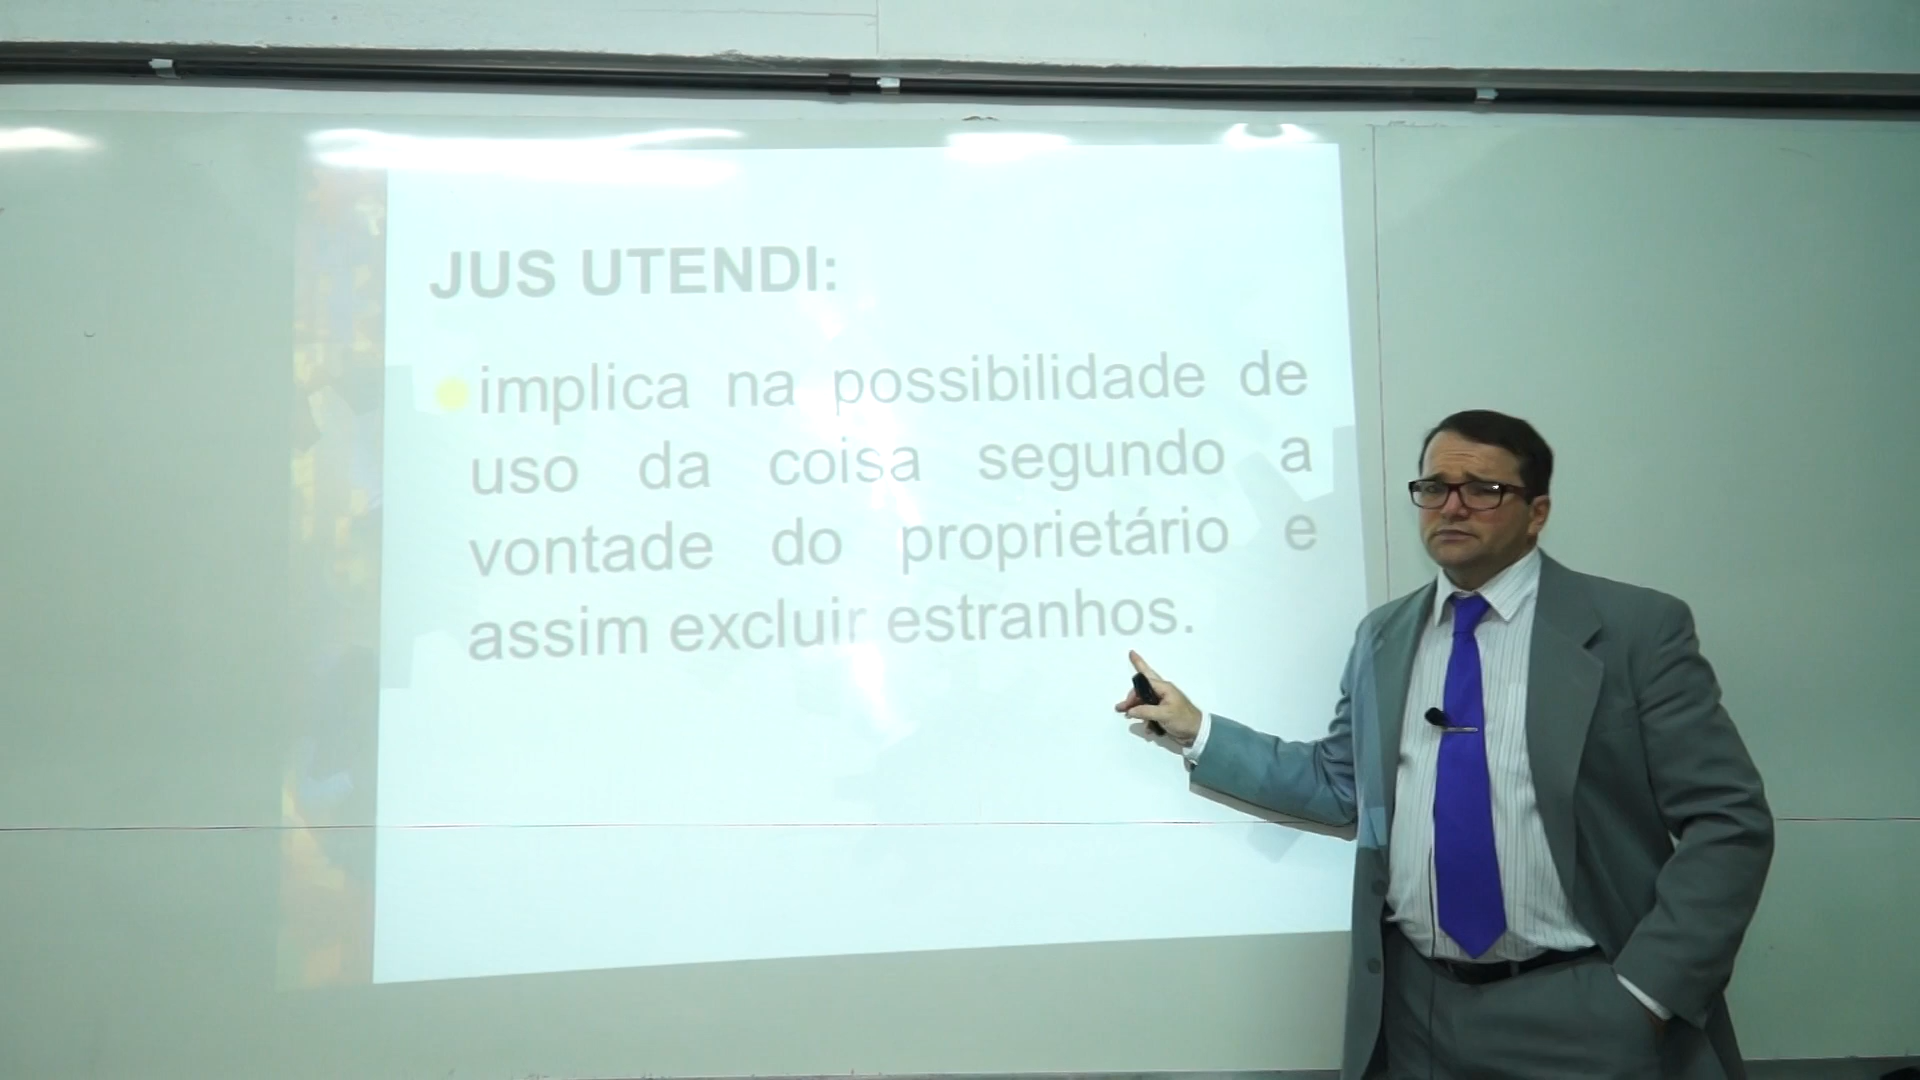 JUS UTENDI:
implica na possibilidade de
uso da coisa segundo a
vontade do proprietário e
assim excluir estranhos.